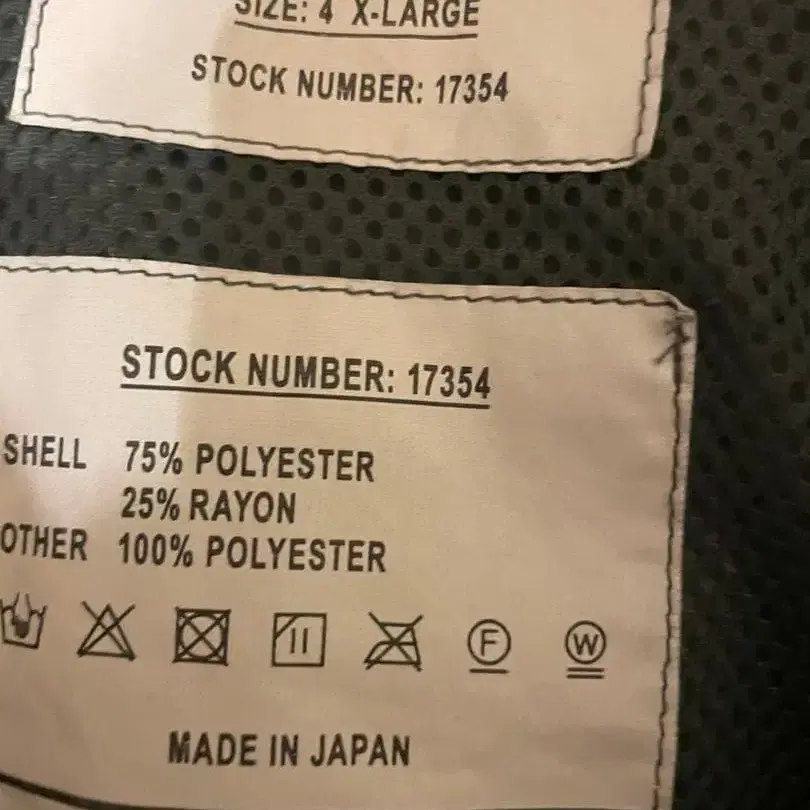 SIZE: 4 X-LARGE
STOCK NUMBER: 17354
STOCK NUMBER: 17354
SHELL 75% POLYESTER
25% RAYON
OTHER 100% POLYESTER
F W
MADE IN JAPAN